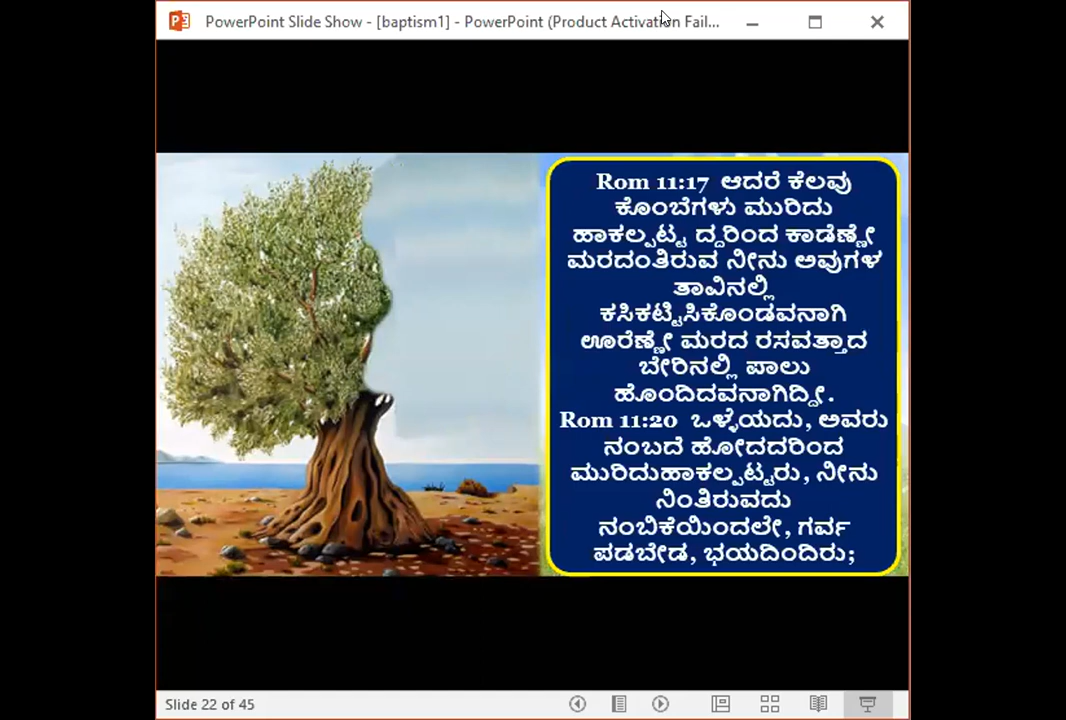 PowerPoint Slide Show - [baptism1] - PowerPoint (Product Activation Fail...
Rom 11:17 ಆದರೆ ಕೆಲವು
ಕೊಂಬೆಗಳು ಮುರಿದು
ಹಾಕಲ್ಪಟ್ಟ ದ್ದರಿಂದ ಕಾಡೆಣ್ಣೇ
ಮರದಂತಿರುವ ನೀನು ಅವುಗಳ
ತಾವಿನಲ್ಲಿ
ಕಸಿಕಟ್ಟಿಸಿಕೊಂಡವನಾಗಿ
ಊರೆಣ್ಣೇ ಮರದ ರಸವತ್ತಾದ
ಬೇರಿನಲ್ಲಿ ಪಾಲು
ಹೊಂದಿದವನಾಗಿದ್ದೀ.
Rom 11:20 ಒಳ್ಳೆಯದು, ಅವರು
ನಂಬದೆ ಹೋದದರಿಂದ
ಮುರಿದುಹಾಕಲ್ಪಟ್ಟರು, ನೀನು
ನಿಂತಿರುವದು
ನಂಬಿಕೆಯಿಂದಲೇ, ಗರ್ವ
ಪಡಬೇಡ, ಭಯದಿಂದಿರು;
Slide 22 of 45